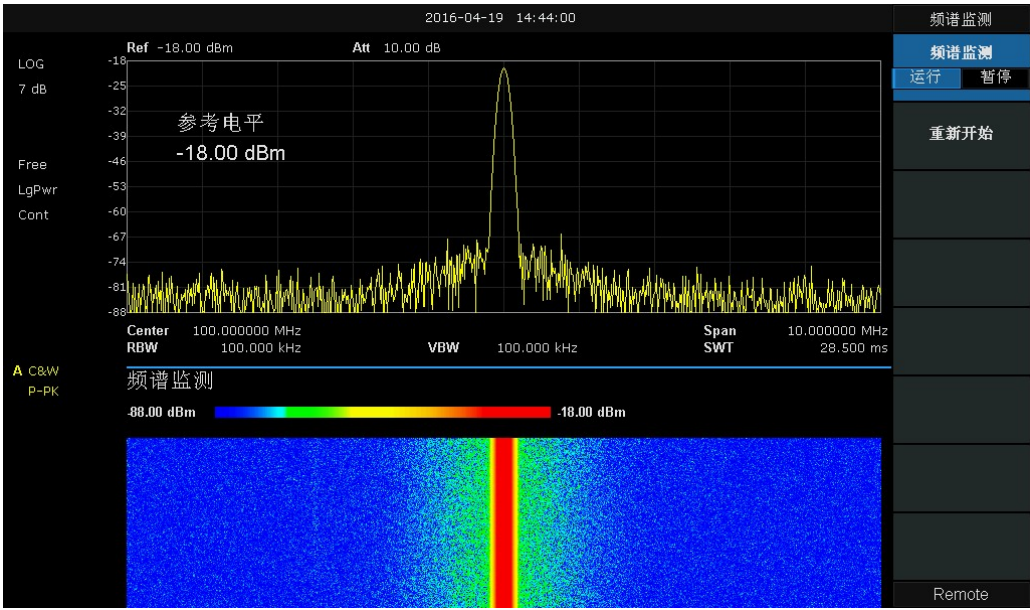 2016-04-19 14:44:00
频谱监测
Ref -18.00 dBm Att 10.00 dB
频谱监测
运行 暂停
重新开始
LOG
7 dB
Free
LgPwr
Cont
-18
-25
-32
-39
-46
-53
-60
-67
-74
-81
-88
参考电平
-18.00 dBm
Center 100.000000 MHz Span 10.000000 MHz
RBW 100.000 kHz VBW 100.000 kHz SWT 28.500 ms
A C&W
P-PK
频谱监测
-88.00 dBm -18.00 dBm
Remote